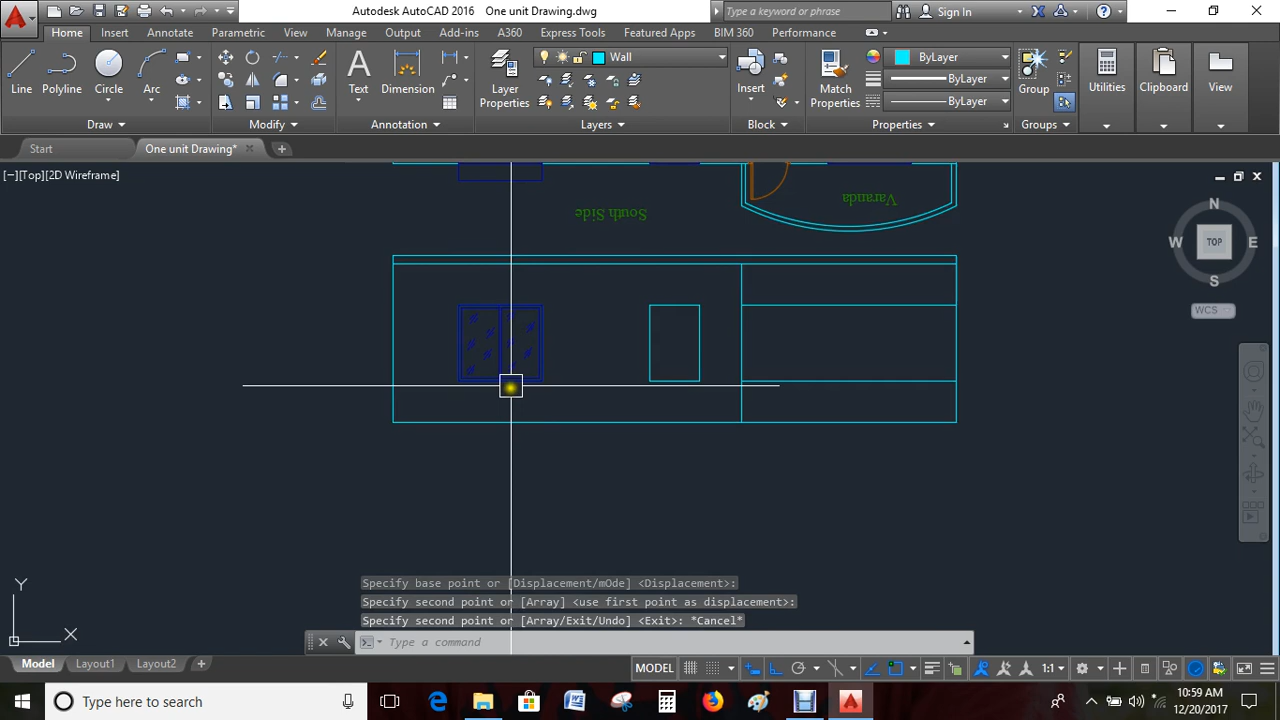 Autodesk AutoCAD 2016 One unit Drawing.dwg
Type a keyword or phrase
Sign In
Home Insert Annotate Parametric View Manage Output Add-ins A360 Express Tools Featured Apps BIM 360 Performance
Line Polyline Circle Arc
Text Dimension
Layer Properties
Wall
Insert
Match Properties
ByLayer
ByLayer
ByLayer
Group
Utilities
Clipboard
View
Draw Modify Annotation Layers Block Properties Groups
Start One unit Drawing*
[−][Top][2D Wireframe]
N
W TOP E
S
WCS
Varanda
South Side
Y
X
Specify base point or [Displacement/mOde] <Displacement>:
Specify second point or [Array] <use first point as displacement>:
Specify second point or [Array/Exit/Undo] <Exit>: *Cancel*
Type a command
Model Layout1 Layout2
MODEL
1:1
Type here to search
10:59 AM
12/20/2017